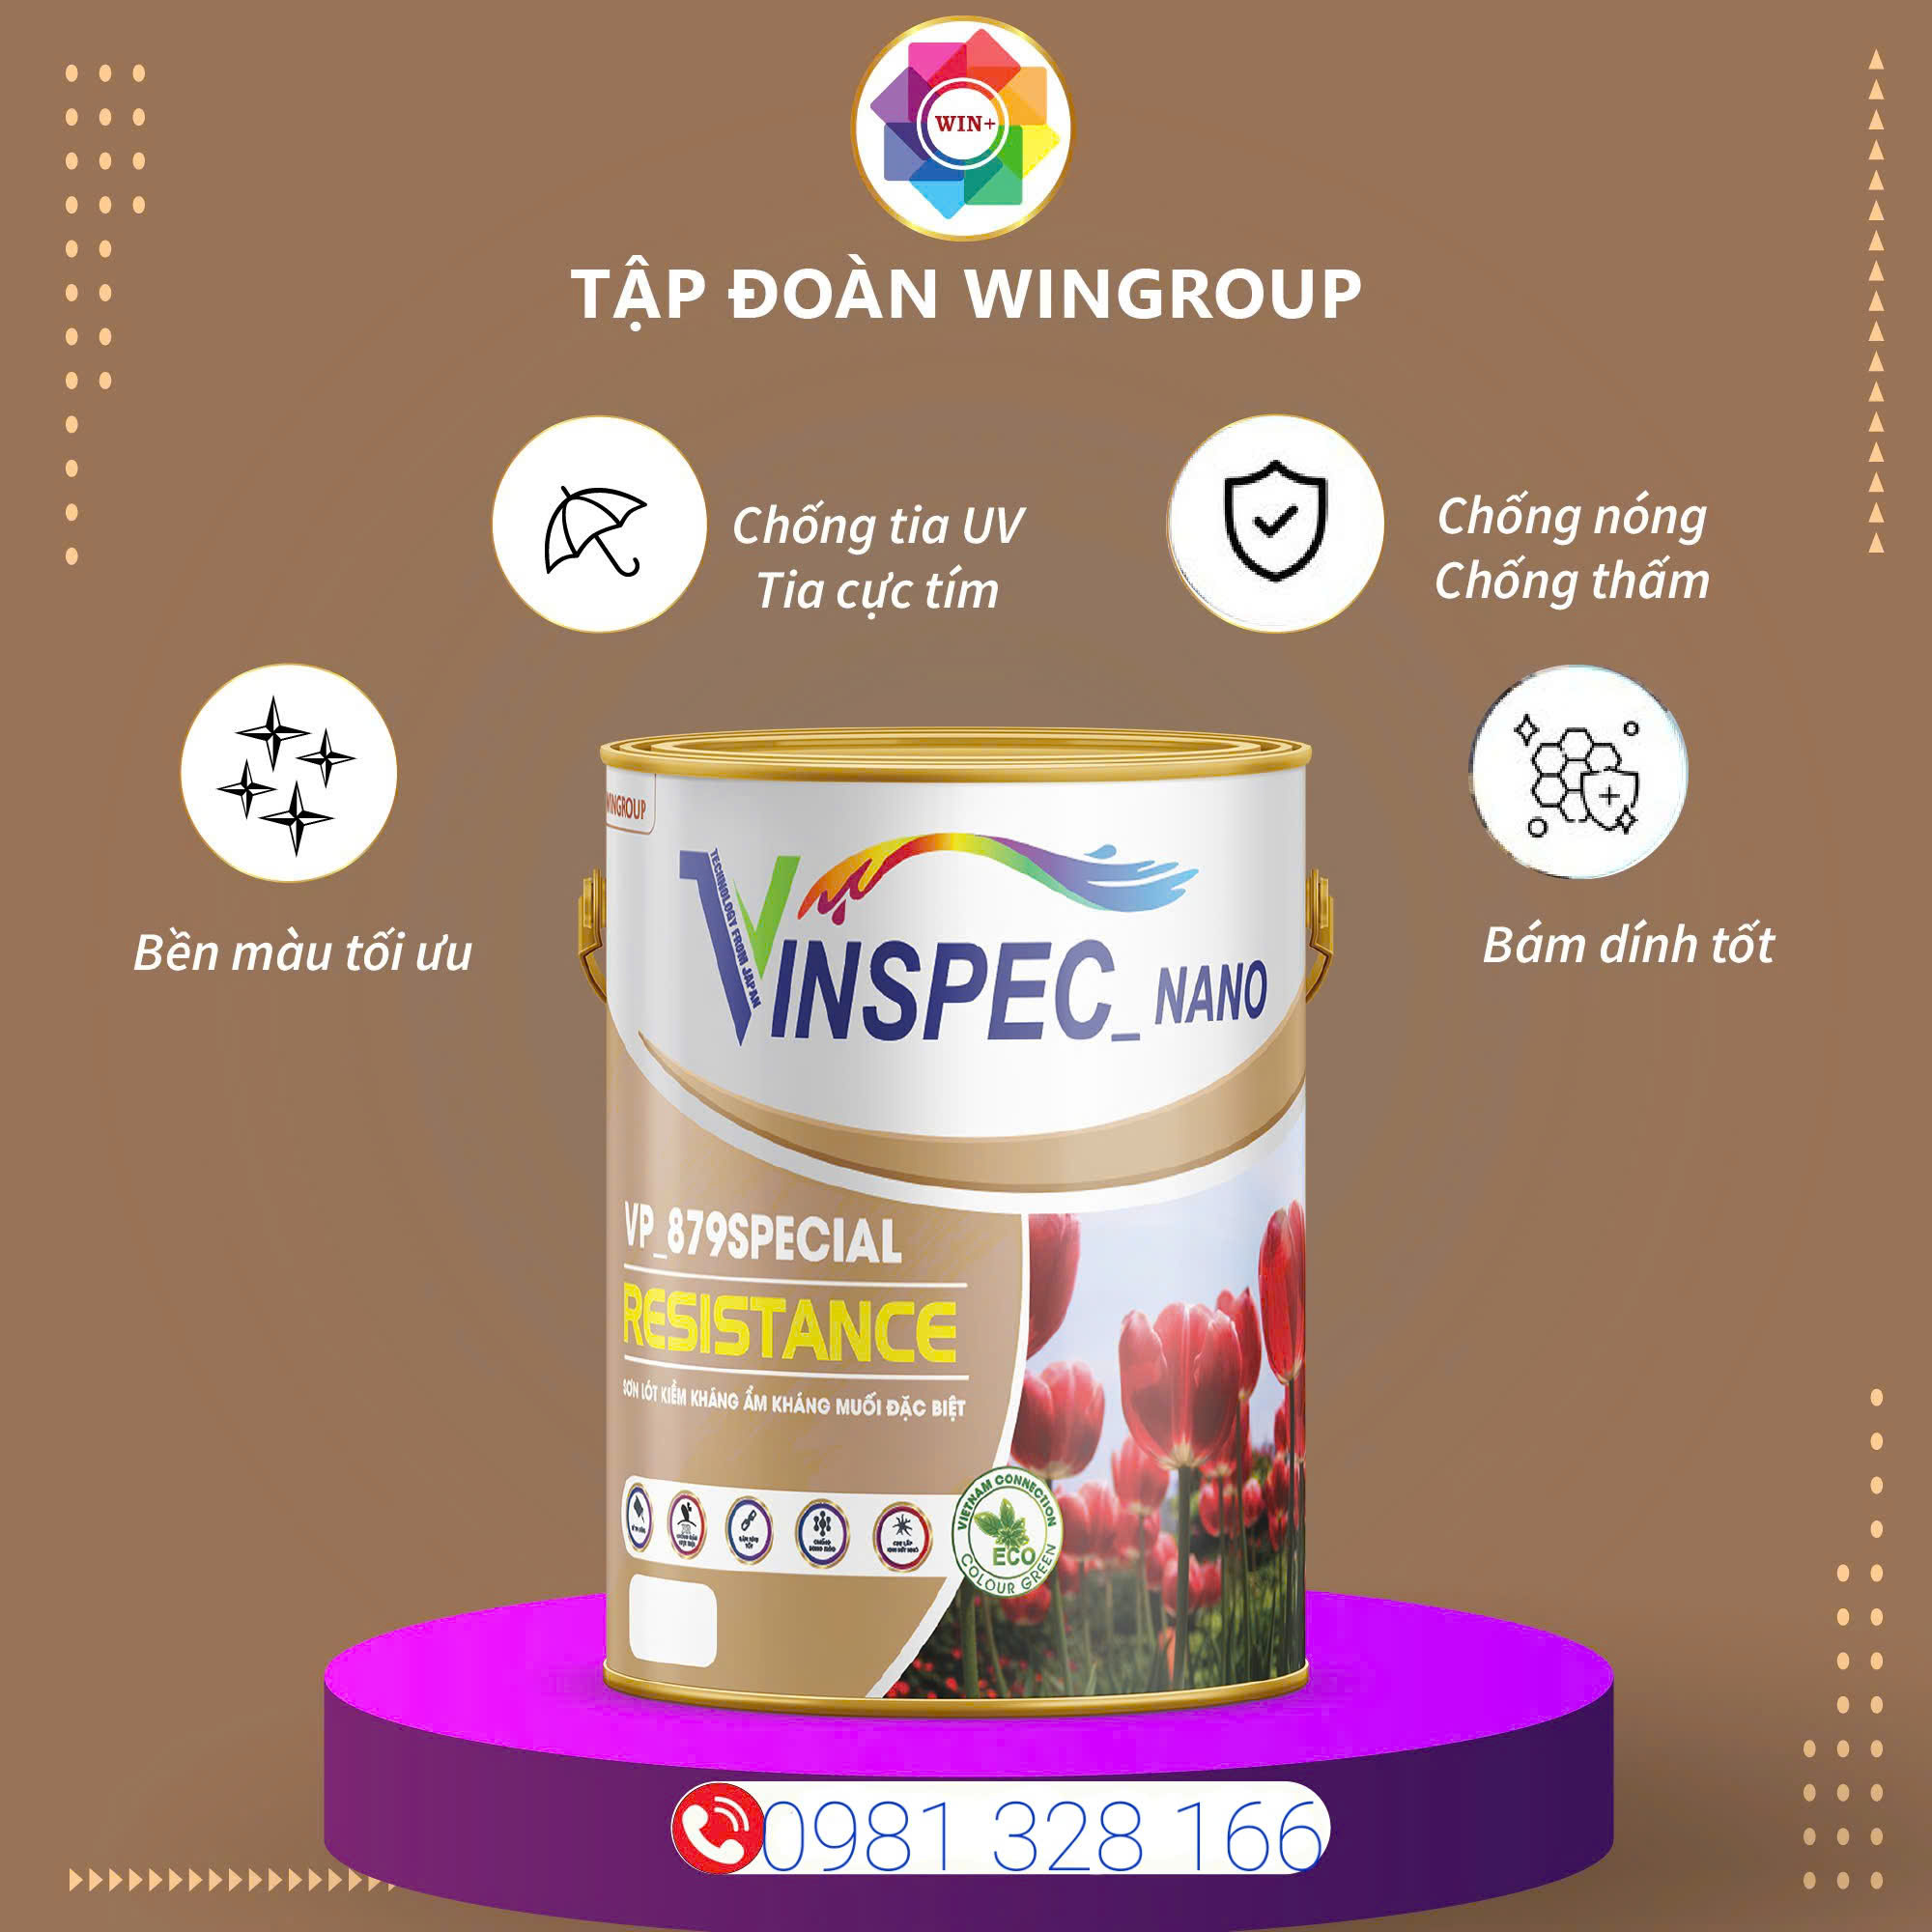 WIN+
TẬP ĐOÀN WINGROUP
Chống tia UV
Tia cực tím
Chống nóng
Chống thấm
Bền màu tối ưu
Bám dính tốt
WINGROUP
TECHNOLOGY FROM JAPAN
VINSPEC_NANO
VP_879SPECIAL
RESISTANCE
SƠN LÓT KIỀM KHÁNG ẨM KHÁNG MUỐI ĐẶC BIỆT
VIETNAM CONNECTION
ECO
COLOUR GREEN
0981 328 166